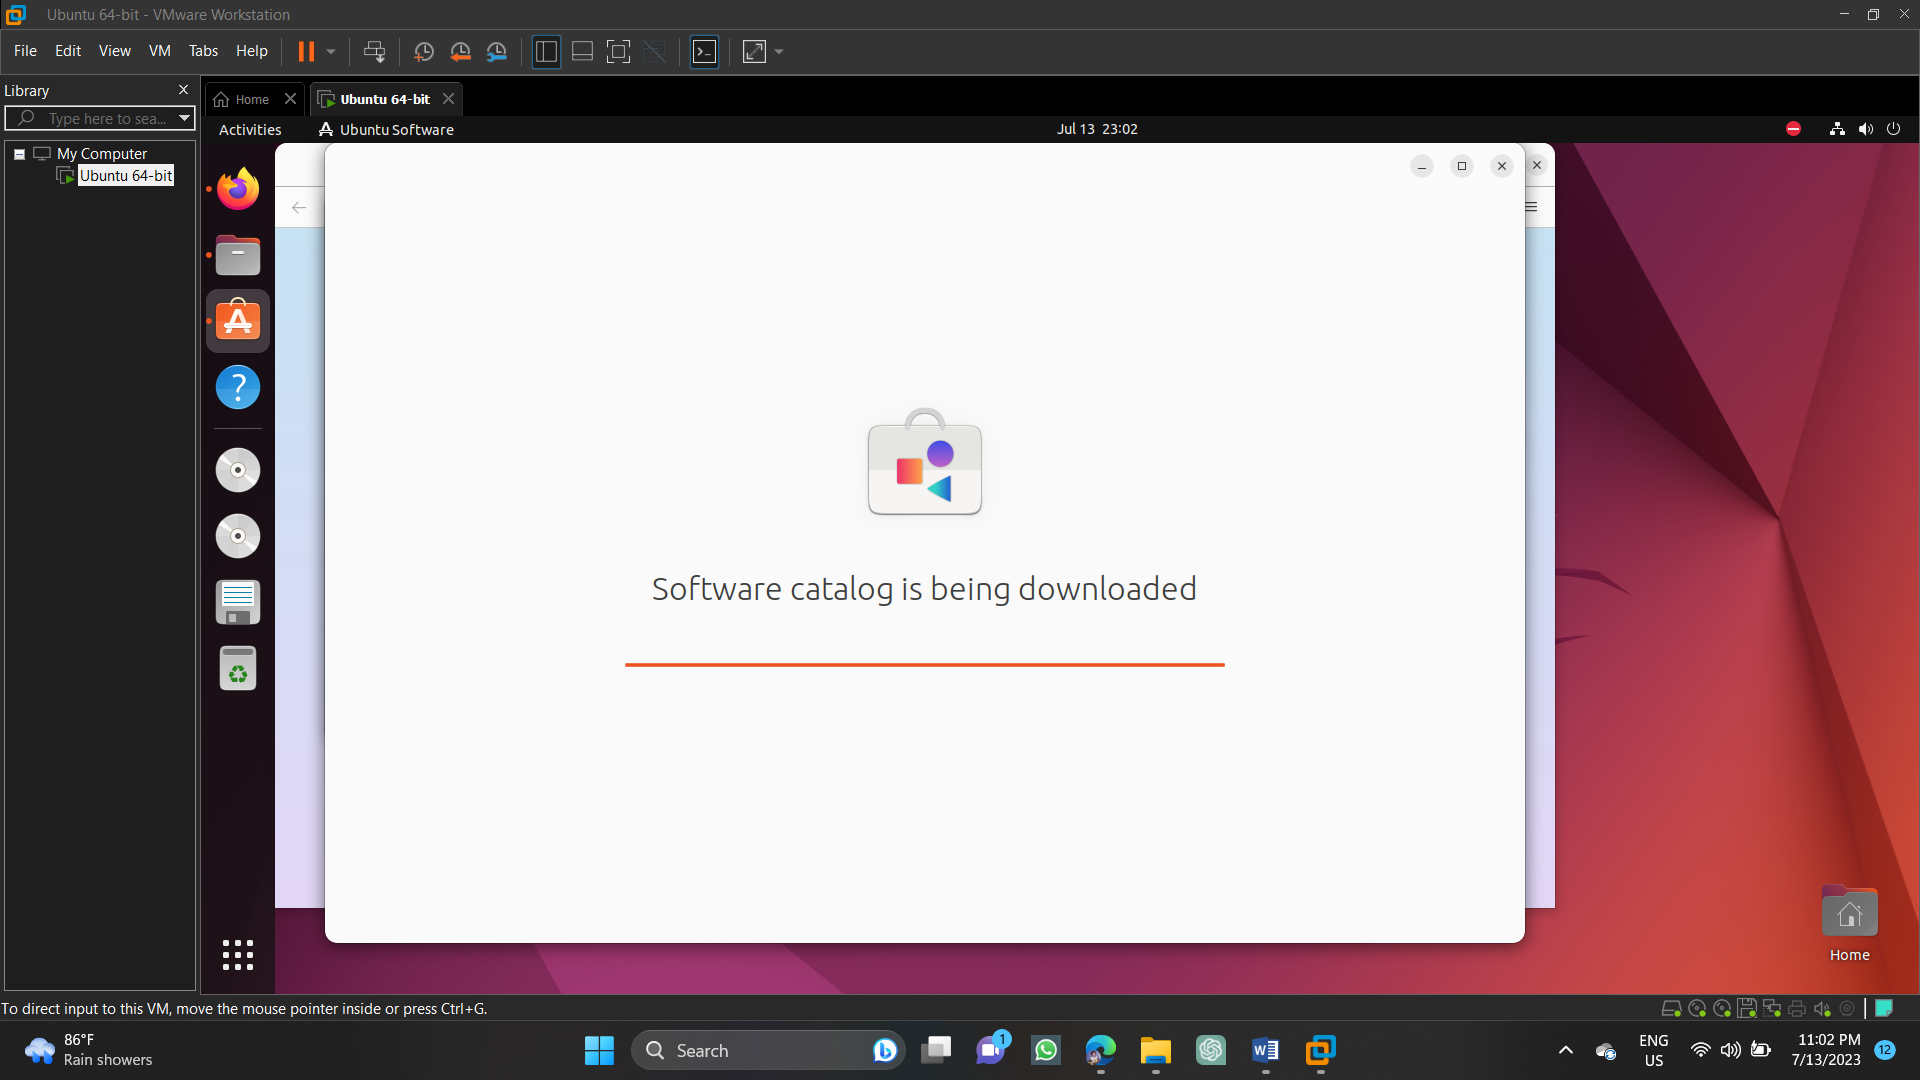 Ubuntu 64-bit - VMware Workstation
File Edit View VM Tabs Help
Library
Type here to sea...
My Computer
Ubuntu 64-bit
Home
Ubuntu 64-bit
Activities
Ubuntu Software
Jul 13 23:02
Software catalog is being downloaded
Home
To direct input to this VM, move the mouse pointer inside or press Ctrl+G.
86°F
Rain showers
Search
1
W
ENG
US
11:02 PM
7/13/2023
12